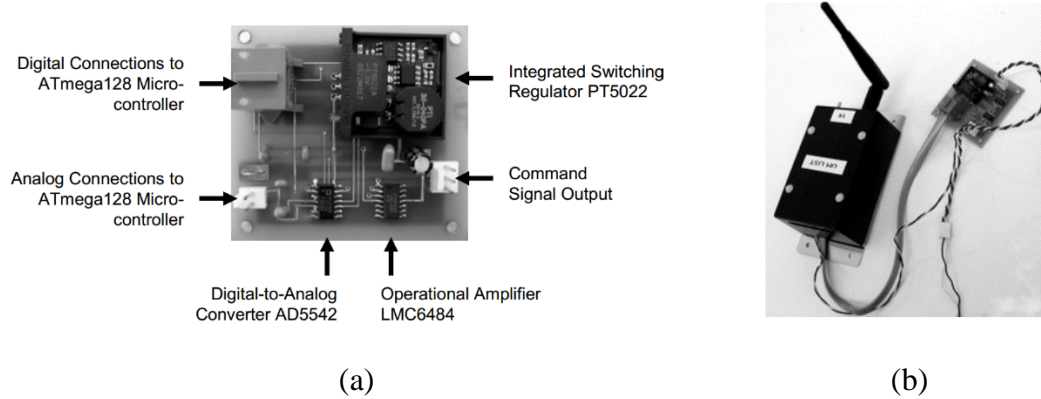 Digital Connections to
ATmega128 Micro-
controller
Analog Connections to
ATmega128 Micro-
controller
Integrated Switching
Regulator PT5022
Command
Signal Output
Digital-to-Analog
Converter AD5542
Operational Amplifier
LMC6484
(a)
(b)